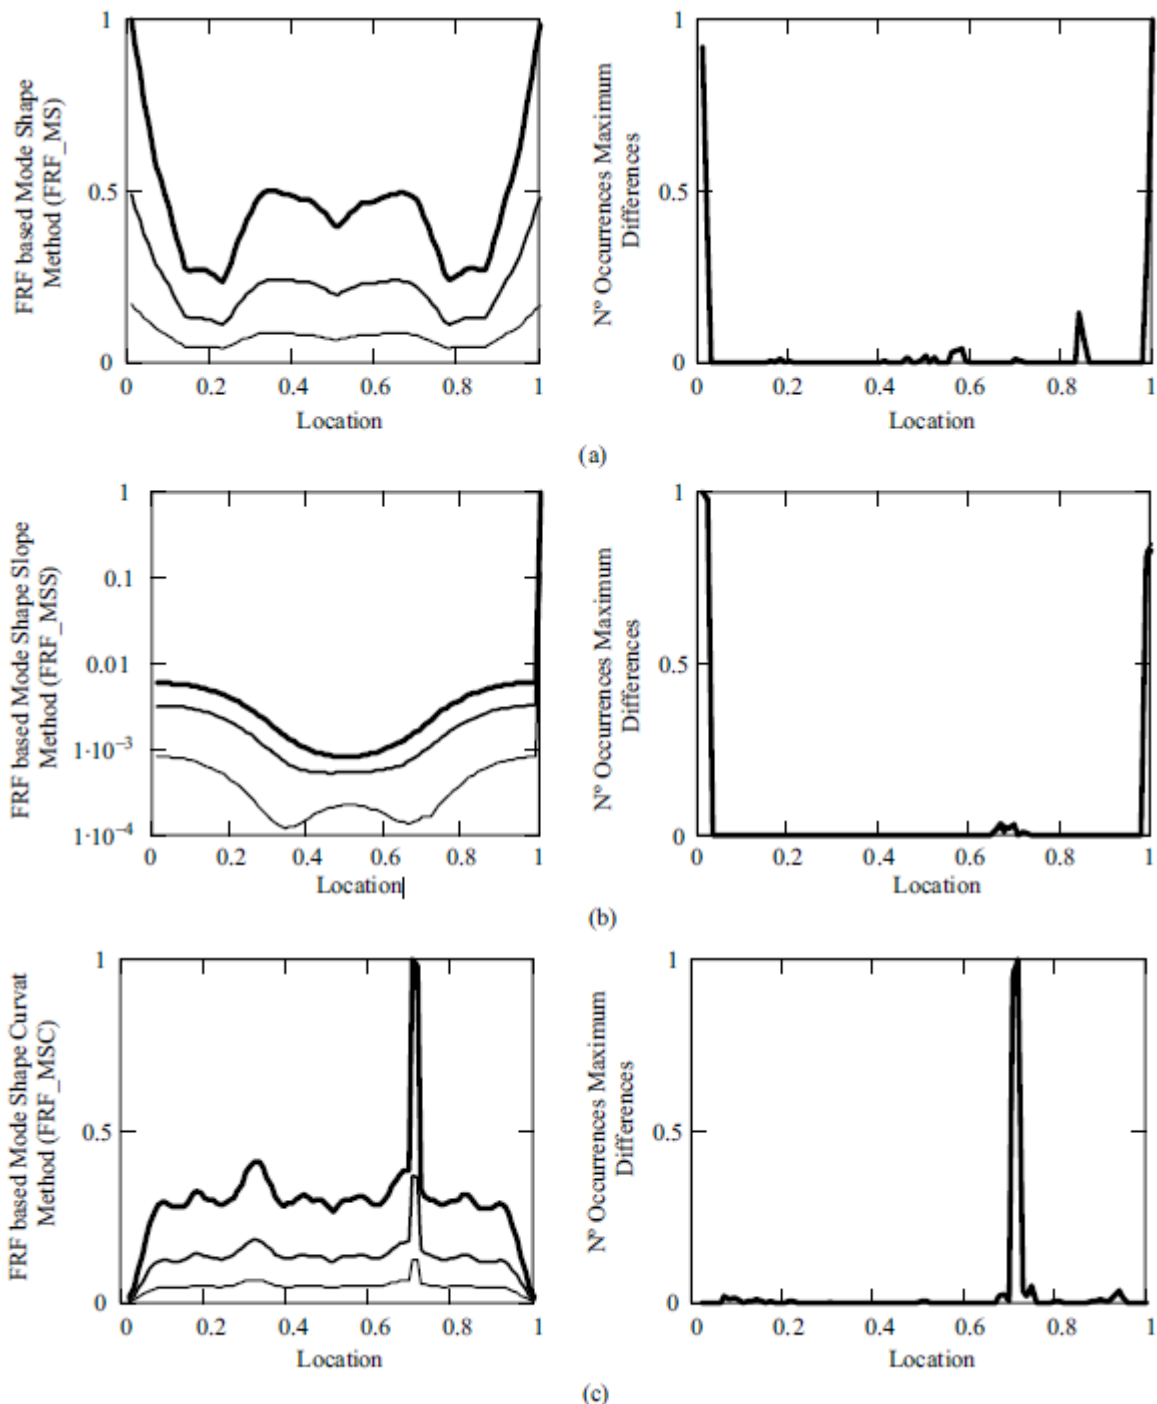 FRF based Mode Shape
Method (FRF_MS)
1
0.5
0
0 0.2 0.4 0.6 0.8 1
Location
Nº Occurrences Maximum
Differences
1
0.5
0
0 0.2 0.4 0.6 0.8 1
Location
(a)
FRF based Mode Shape Slope
Method (FRF_MSS)
1
0.1
0.01
1·10⁻³
1·10⁻⁴
0 0.2 0.4 0.6 0.8 1
Location
Nº Occurrences Maximum
Differences
1
0.5
0
0 0.2 0.4 0.6 0.8 1
Location
(b)
FRF based Mode Shape Curvat
Method (FRF_MSC)
1
0.5
0
0 0.2 0.4 0.6 0.8 1
Location
Nº Occurrences Maximum
Differences
1
0.5
0
0 0.2 0.4 0.6 0.8 1
Location
(c)